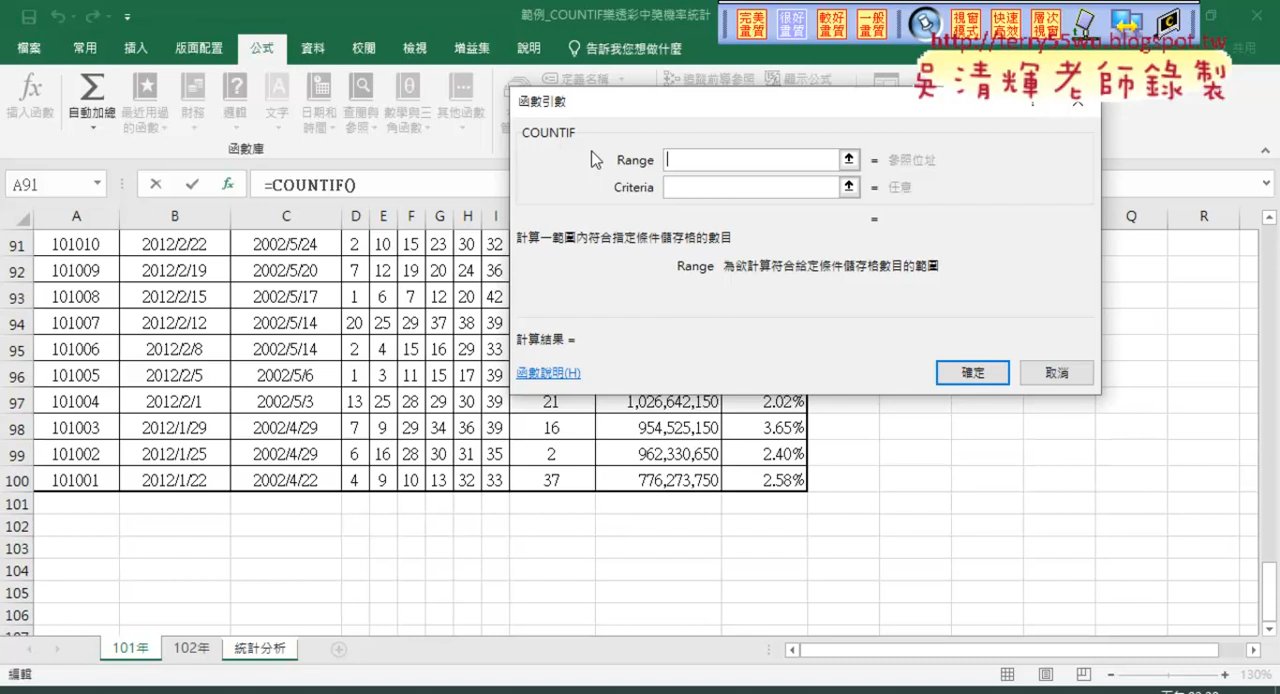 範例_COUNTIF樂透彩中獎機率統計
完美畫質 很好畫質 較好畫質 一般畫質 視窗模式 快速高效 層次視窗
http://terry55wu.blogspot.tw
吳清輝老師錄製
檔案 常用 插入 版面配置 公式 資料 校閱 檢視 增益集 說明 告訴我您想做什麼 共用
插入函數 自動加總 最近用過的函數 財務 邏輯 文字 日期和時間 查閱與參照 數學與三角函數 其他函數
定義名稱 追蹤前導參照 顯示公式
函數庫
A91 fx =COUNTIF()
函數引數
COUNTIF
Range = 參照位址
Criteria = 任意
=
計算一範圍內符合指定條件儲存格的數目
Range 為欲計算符合給定條件儲存格數目的範圍
計算結果 =
函數說明(H) 確定 取消
A B C D E F G H I Q R
91 101010 2012/2/22 2002/5/24 2 10 15 23 30 32
92 101009 2012/2/19 2002/5/20 7 12 19 20 24 36
93 101008 2012/2/15 2002/5/17 1 6 7 12 20 42
94 101007 2012/2/12 2002/5/14 20 25 29 37 38 39
95 101006 2012/2/8 2002/5/14 2 4 15 16 29 33
96 101005 2012/2/5 2002/5/6 1 3 11 15 17 39
97 101004 2012/2/1 2002/5/3 13 25 28 29 30 39 21 1,026,642,150 2.02%
98 101003 2012/1/29 2002/4/29 7 9 29 34 36 39 16 954,525,150 3.65%
99 101002 2012/1/25 2002/4/29 6 16 28 30 31 35 2 962,330,650 2.40%
100 101001 2012/1/22 2002/4/22 4 9 10 13 32 33 37 776,273,750 2.58%
101
102
103
104
105
106
101年 102年 統計分析
編輯 130%